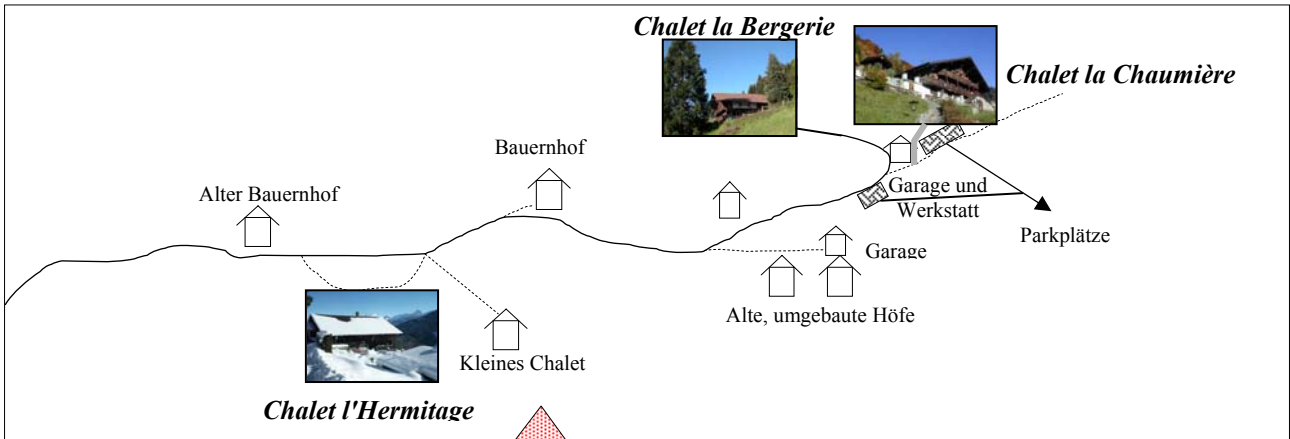 Chalet la Bergerie
Chalet la Chaumière
Bauernhof
Alter Bauernhof
Garage und
Werkstatt
Parkplätze
Garage
Alte, umgebaute Höfe
Kleines Chalet
Chalet l'Hermitage